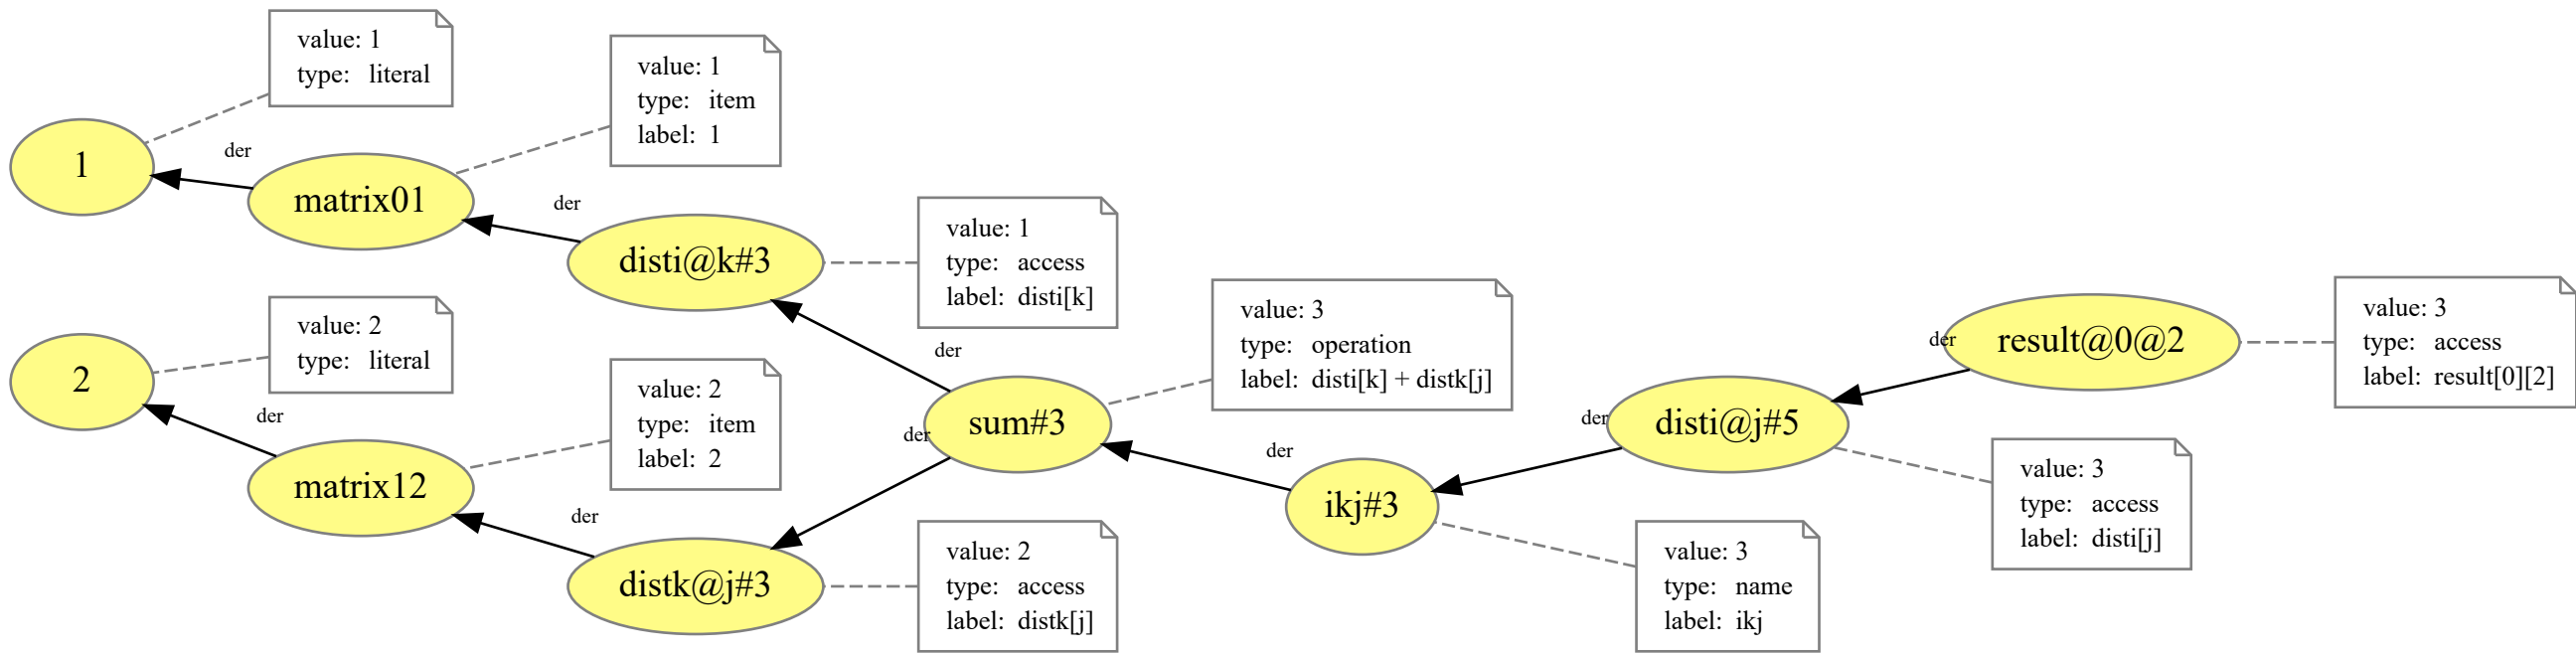 value: 1
type: literal
1
der
value: 1
type: item
label: 1
matrix01
der
value: 1
type: access
label: disti[k]
disti@k#3
der
value: 2
type: literal
2
der
value: 2
type: item
label: 2
matrix12
der
value: 2
type: access
label: distk[j]
distk@j#3
der
value: 3
type: operation
label: disti[k] + distk[j]
sum#3
der
value: 3
type: name
label: ikj
ikj#3
der
value: 3
type: access
label: disti[j]
disti@j#5
der
value: 3
type: access
label: result[0][2]
result@0@2